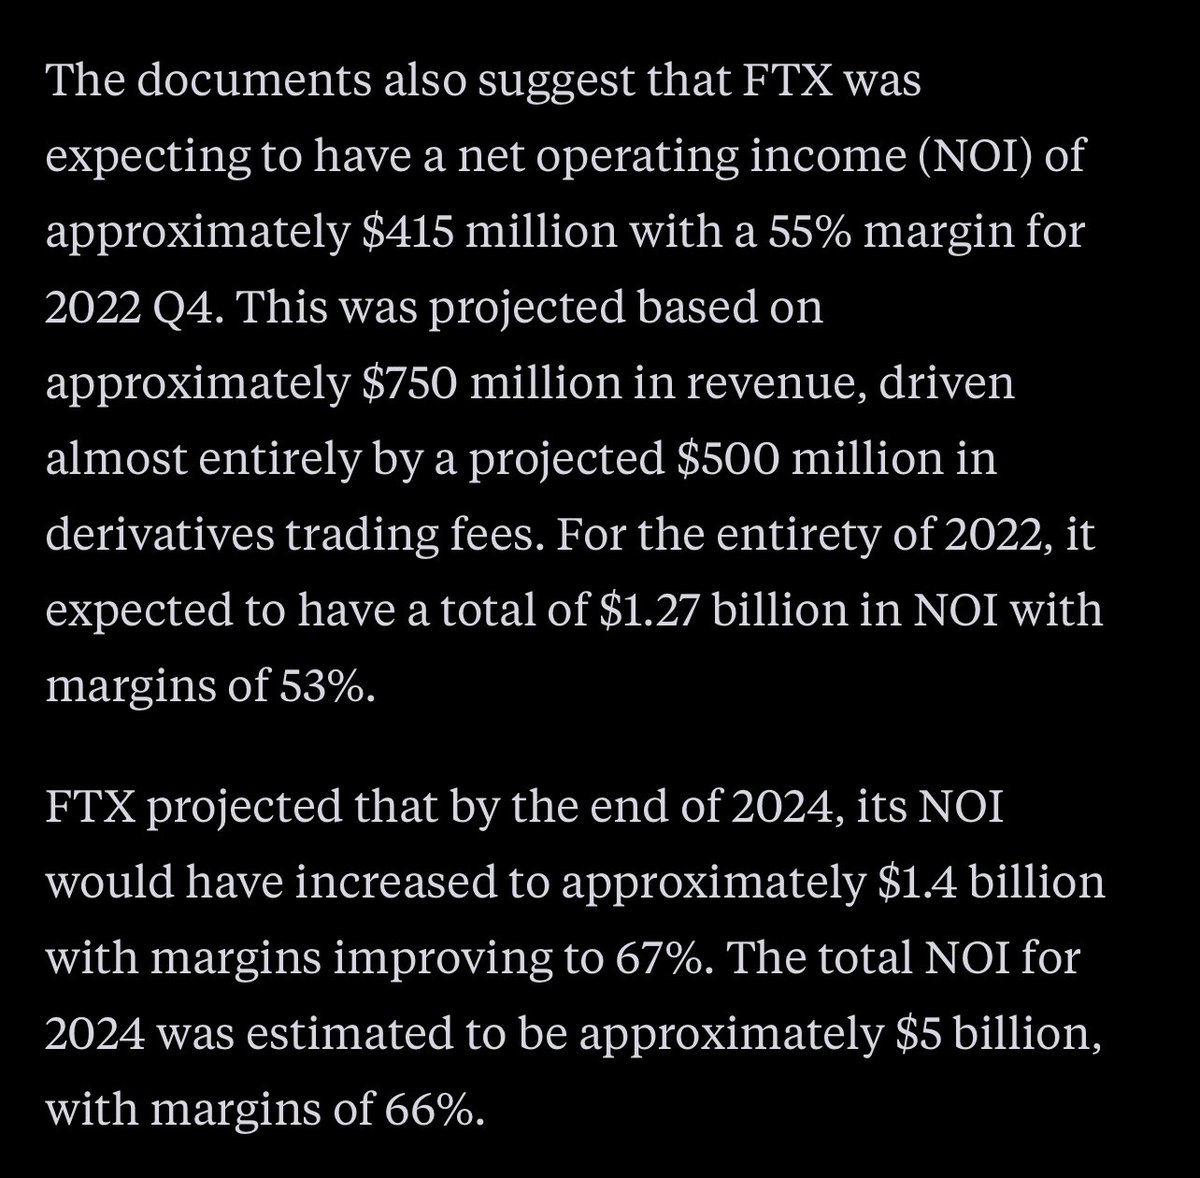 The documents also suggest that FTX was
expecting to have a net operating income (NOI) of
approximately $415 million with a 55% margin for
2022 Q4. This was projected based on
approximately $750 million in revenue, driven
almost entirely by a projected $500 million in
derivatives trading fees. For the entirety of 2022, it
expected to have a total of $1.27 billion in NOI with
margins of 53%.
FTX projected that by the end of 2024, its NOI
would have increased to approximately $1.4 billion
with margins improving to 67%. The total NOI for
2024 was estimated to be approximately $5 billion,
with margins of 66%.